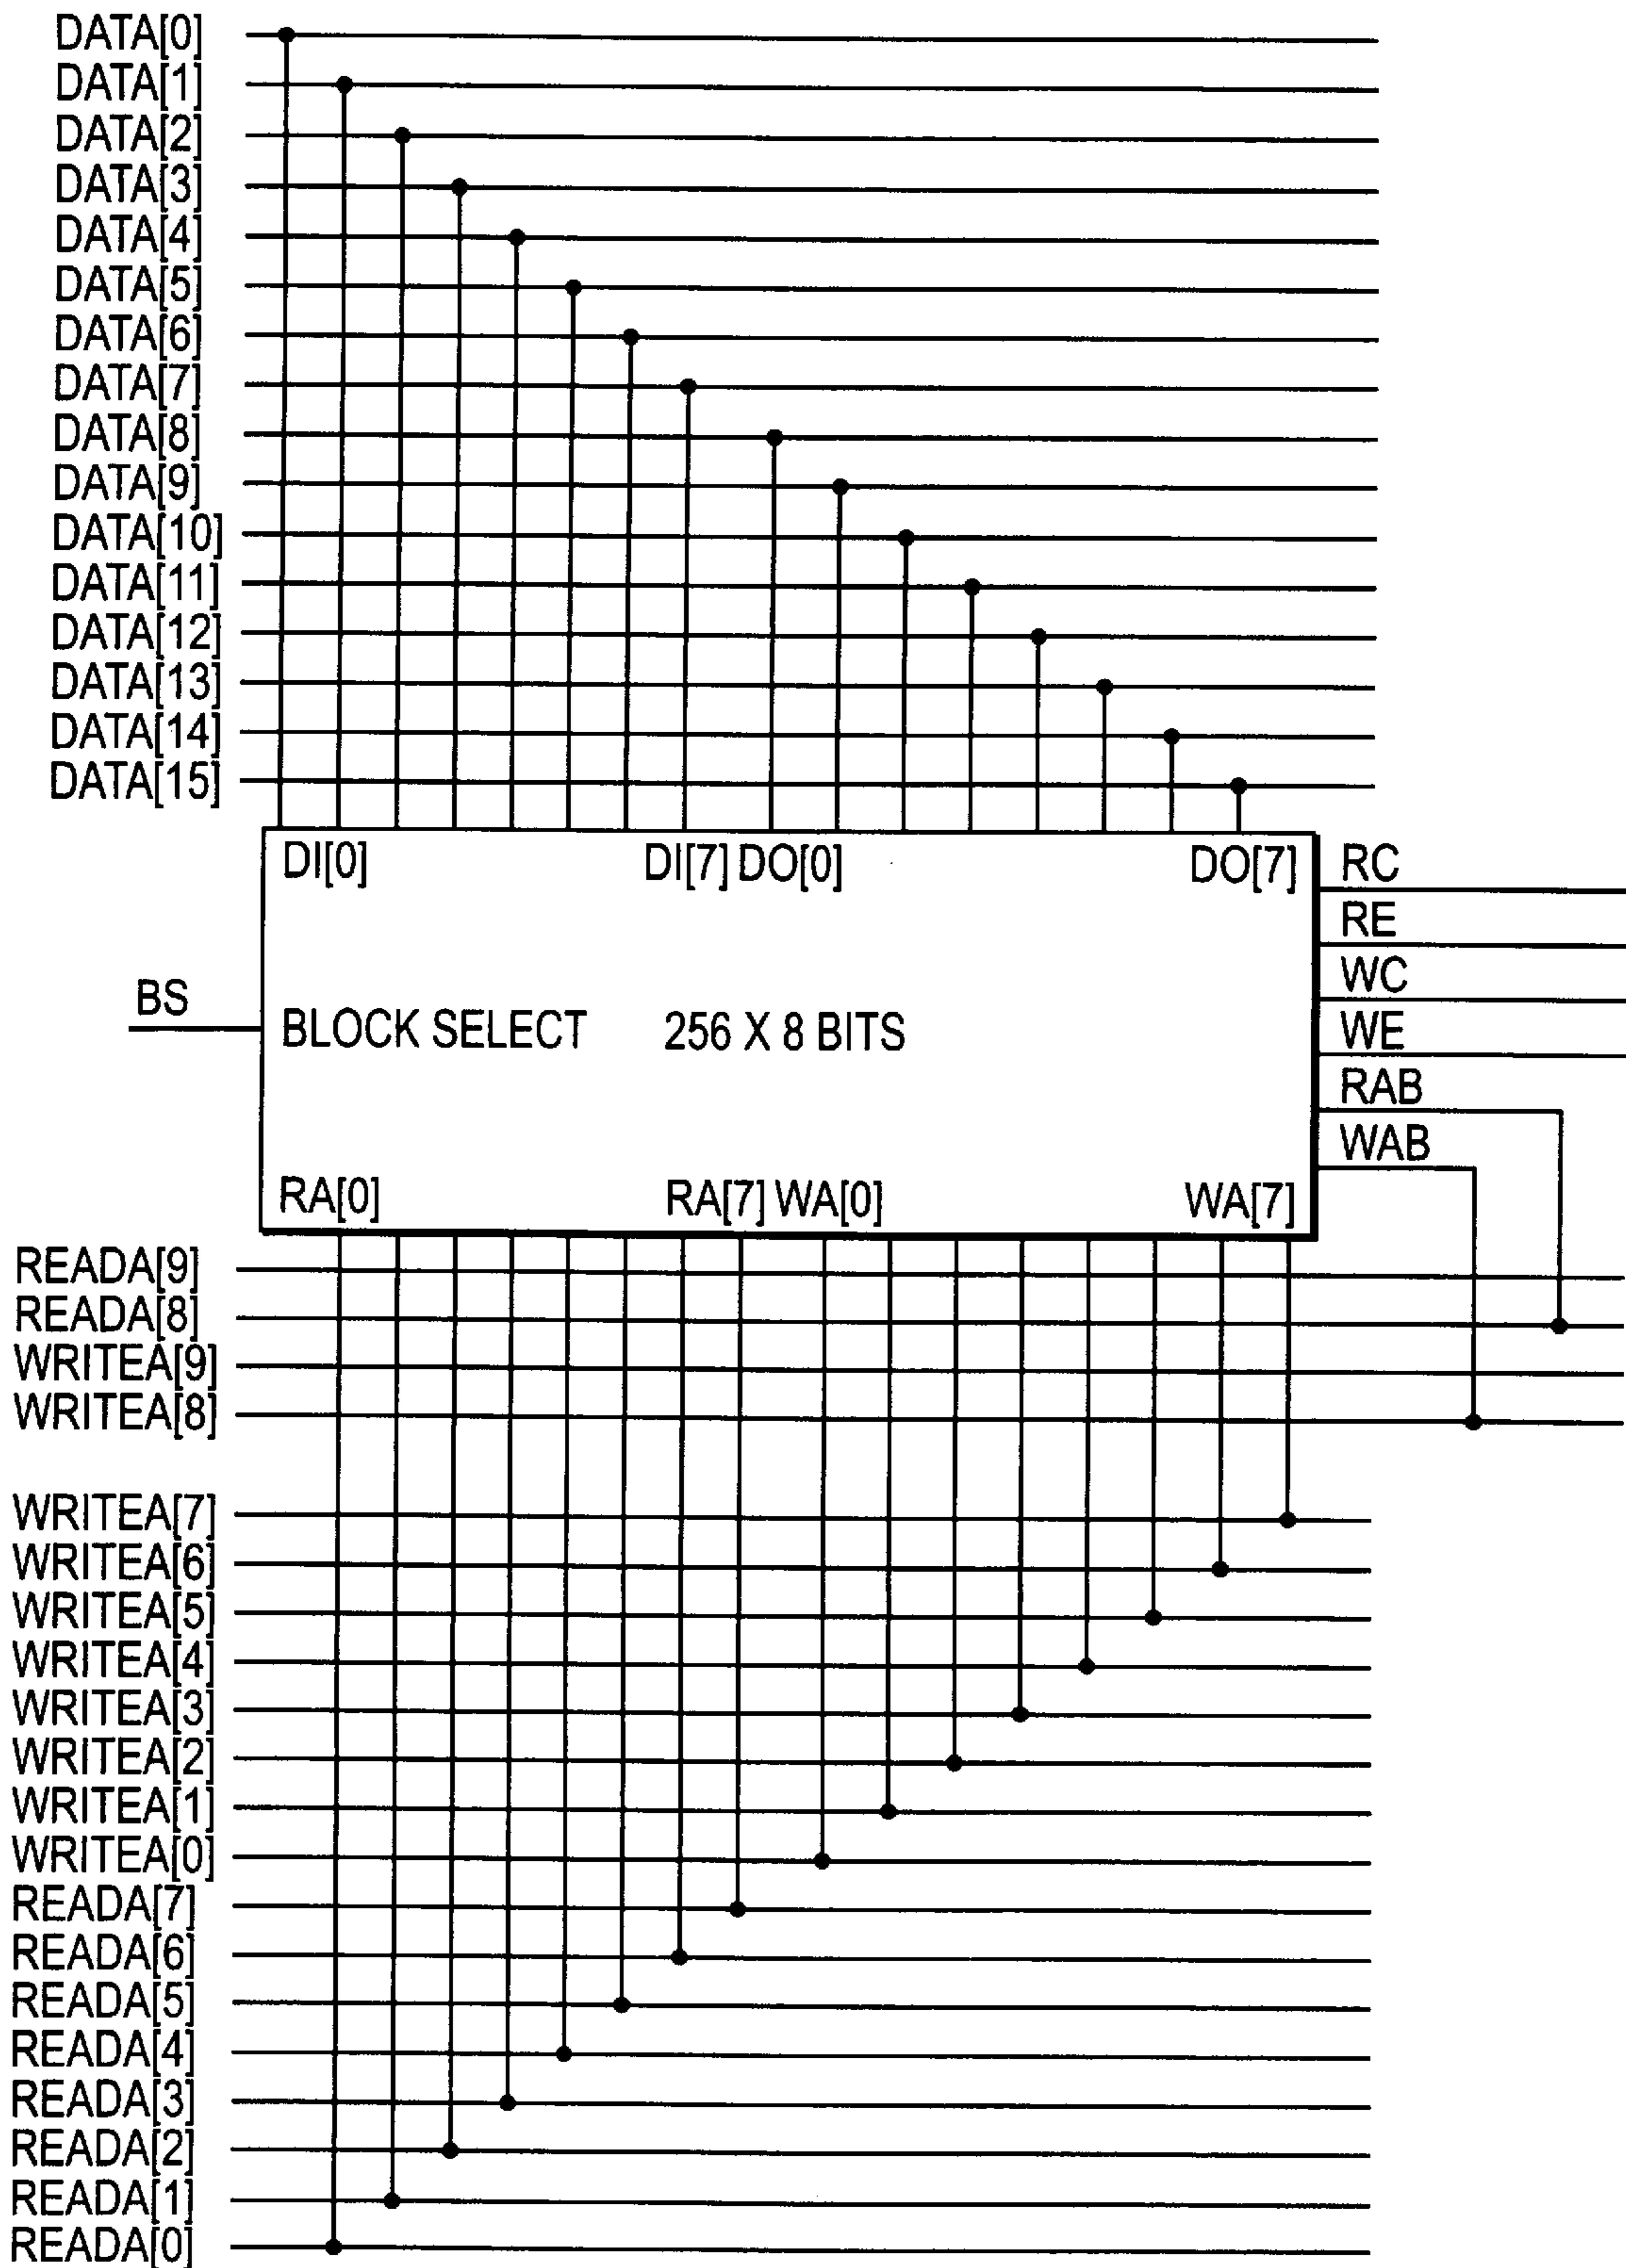 DATA[0]
DATA[1]
DATA[2]
DATA[3]
DATA[4]
DATA[5]
DATA[6]
DATA[7]
DATA[8]
DATA[9]
DATA[10]
DATA[11]
DATA[12]
DATA[13]
DATA[14]
DATA[15]
DI[0] DI[7] DO[0] DO[7] RC
RE
WC
BS
BLOCK SELECT 256 X 8 BITS WE
RAB
WAB
RA[0] RA[7] WA[0] WA[7]
READA[9]
READA[8]
WRITEA[9]
WRITEA[8]
WRITEA[7]
WRITEA[6]
WRITEA[5]
WRITEA[4]
WRITEA[3]
WRITEA[2]
WRITEA[1]
WRITEA[0]
READA[7]
READA[6]
READA[5]
READA[4]
READA[3]
READA[2]
READA[1]
READA[0]